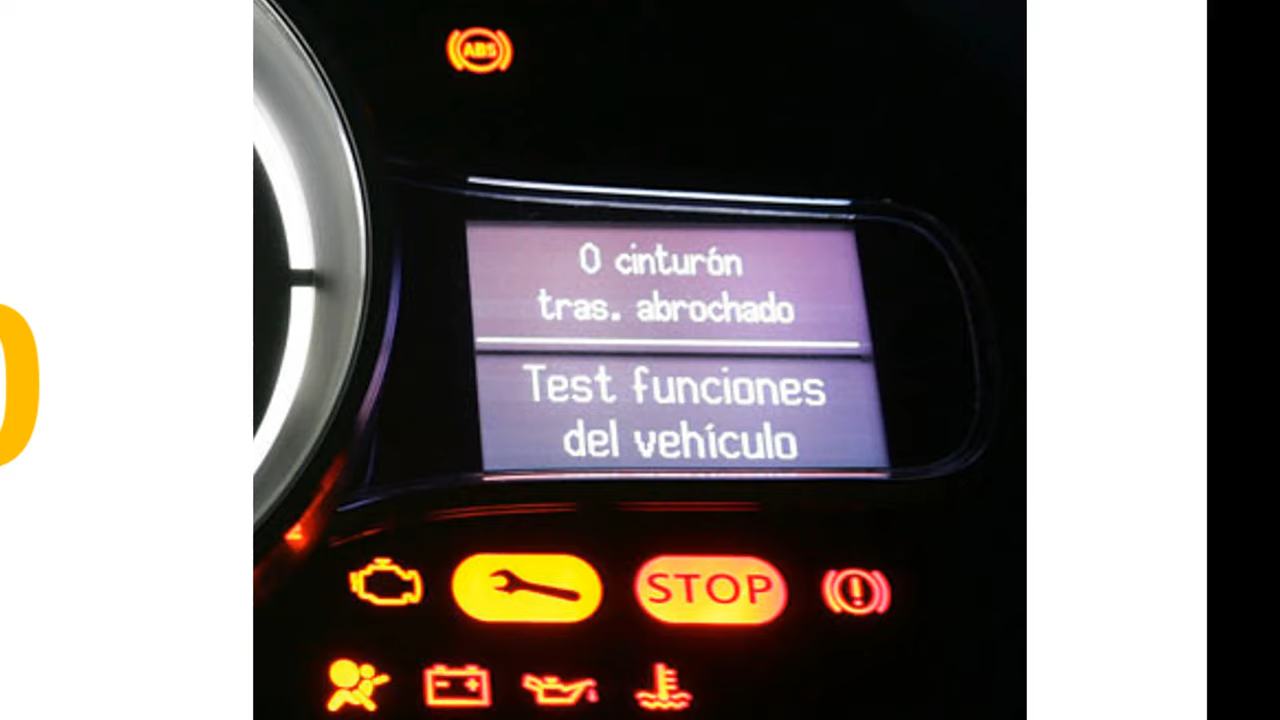 ABS
0 cinturón
tras. abrochado
Test funciones
del vehículo
STOP